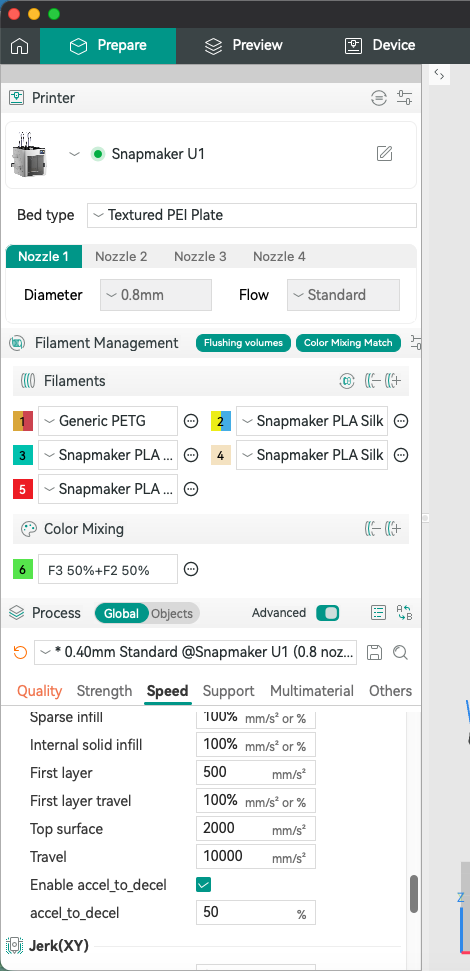 Prepare Preview Device
Printer
Snapmaker U1
Bed type Textured PEI Plate
Nozzle 1 Nozzle 2 Nozzle 3 Nozzle 4
Diameter 0.8mm Flow Standard
Filament Management Flushing volumes Color Mixing Match
Filaments
1 Generic PETG 2 Snapmaker PLA Silk
3 Snapmaker PLA ... 4 Snapmaker PLA Silk
5 Snapmaker PLA ...
Color Mixing
6 F3 50%+F2 50%
Process Global Objects Advanced
* 0.40mm Standard @Snapmaker U1 (0.8 noz...
Quality Strength Speed Support Multimaterial Others
Sparse infill 100% mm/s² or %
Internal solid infill 100% mm/s² or %
First layer 500 mm/s²
First layer travel 100% mm/s² or %
Top surface 2000 mm/s²
Travel 10000 mm/s²
Enable accel_to_decel
accel_to_decel 50 %
Jerk(XY)
Z